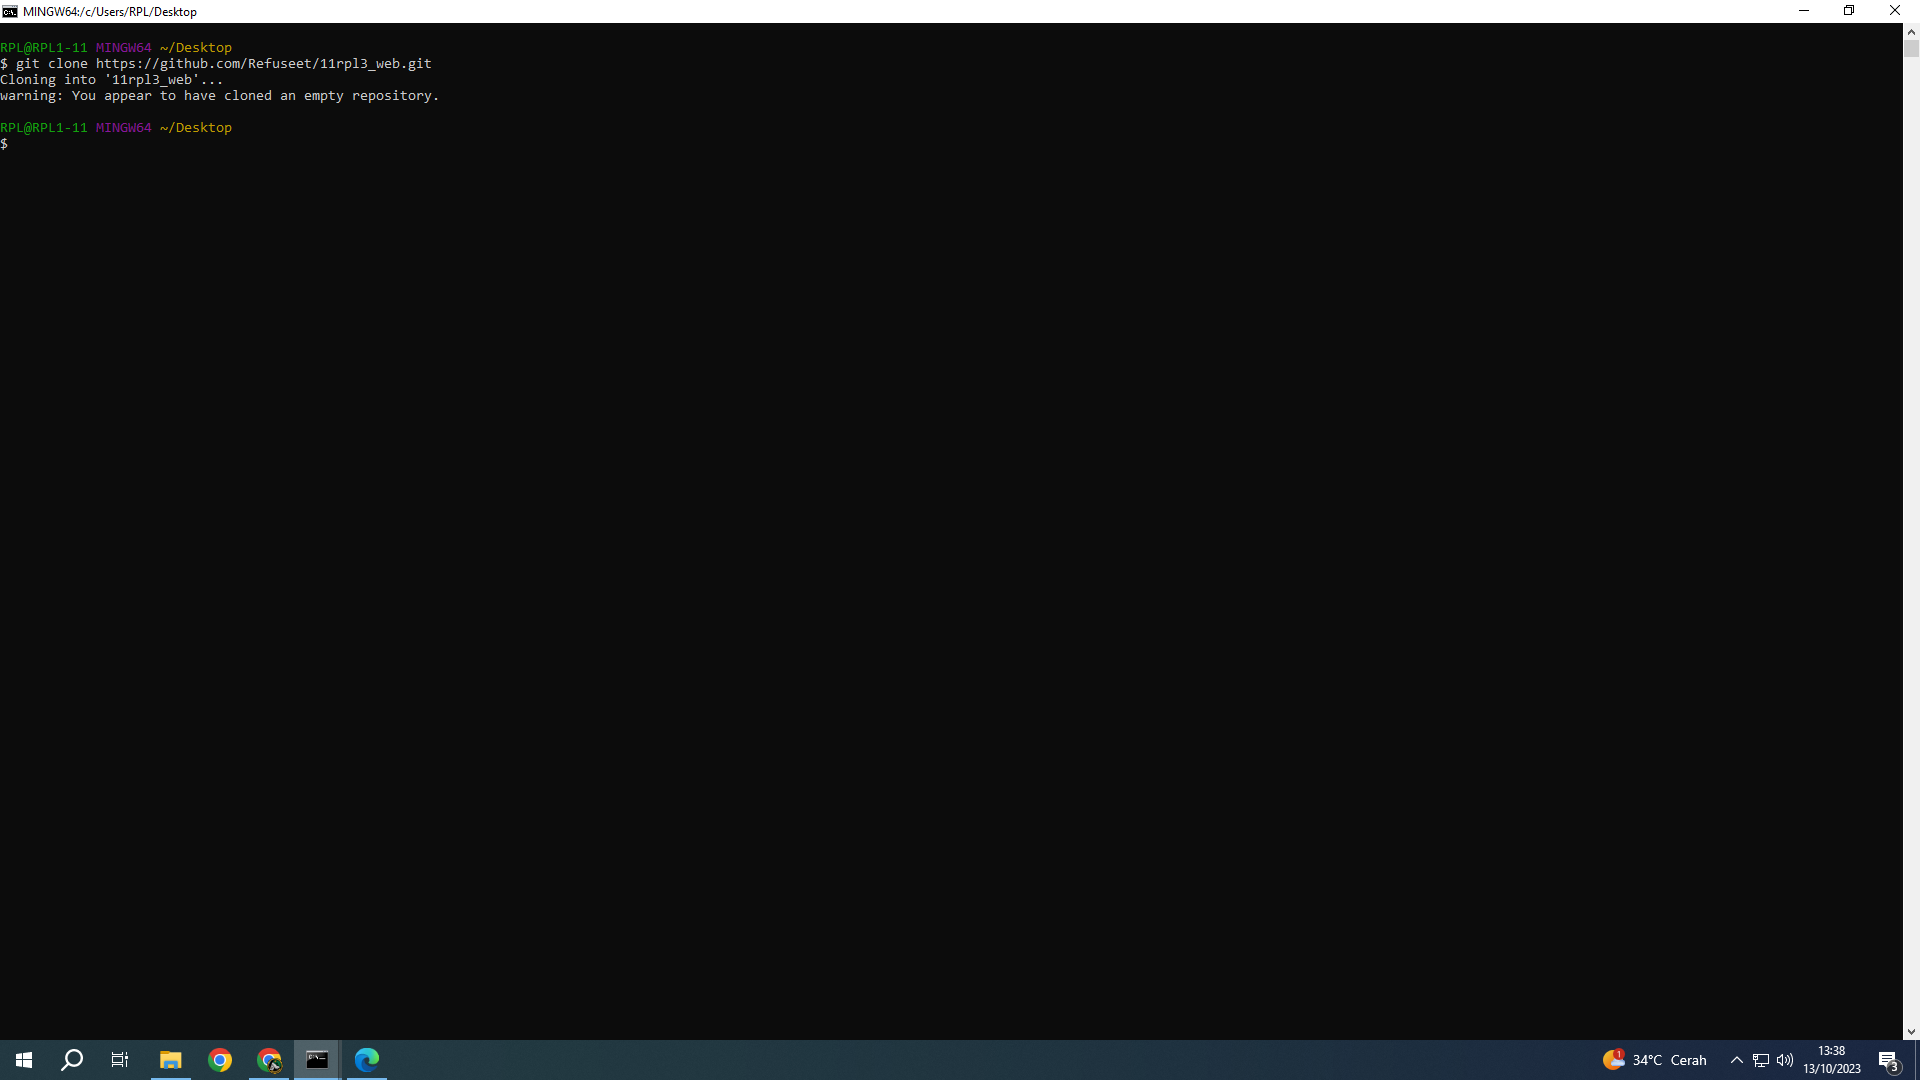 MINGW64:/c/Users/RPL/Desktop
RPL@RPL1-11 MINGW64 ~/Desktop
$ git clone https://github.com/Refuseet/11rpl3_web.git
Cloning into '11rpl3_web'...
warning: You appear to have cloned an empty repository.
RPL@RPL1-11 MINGW64 ~/Desktop
$
1
34°C Cerah
13:38
13/10/2023
3